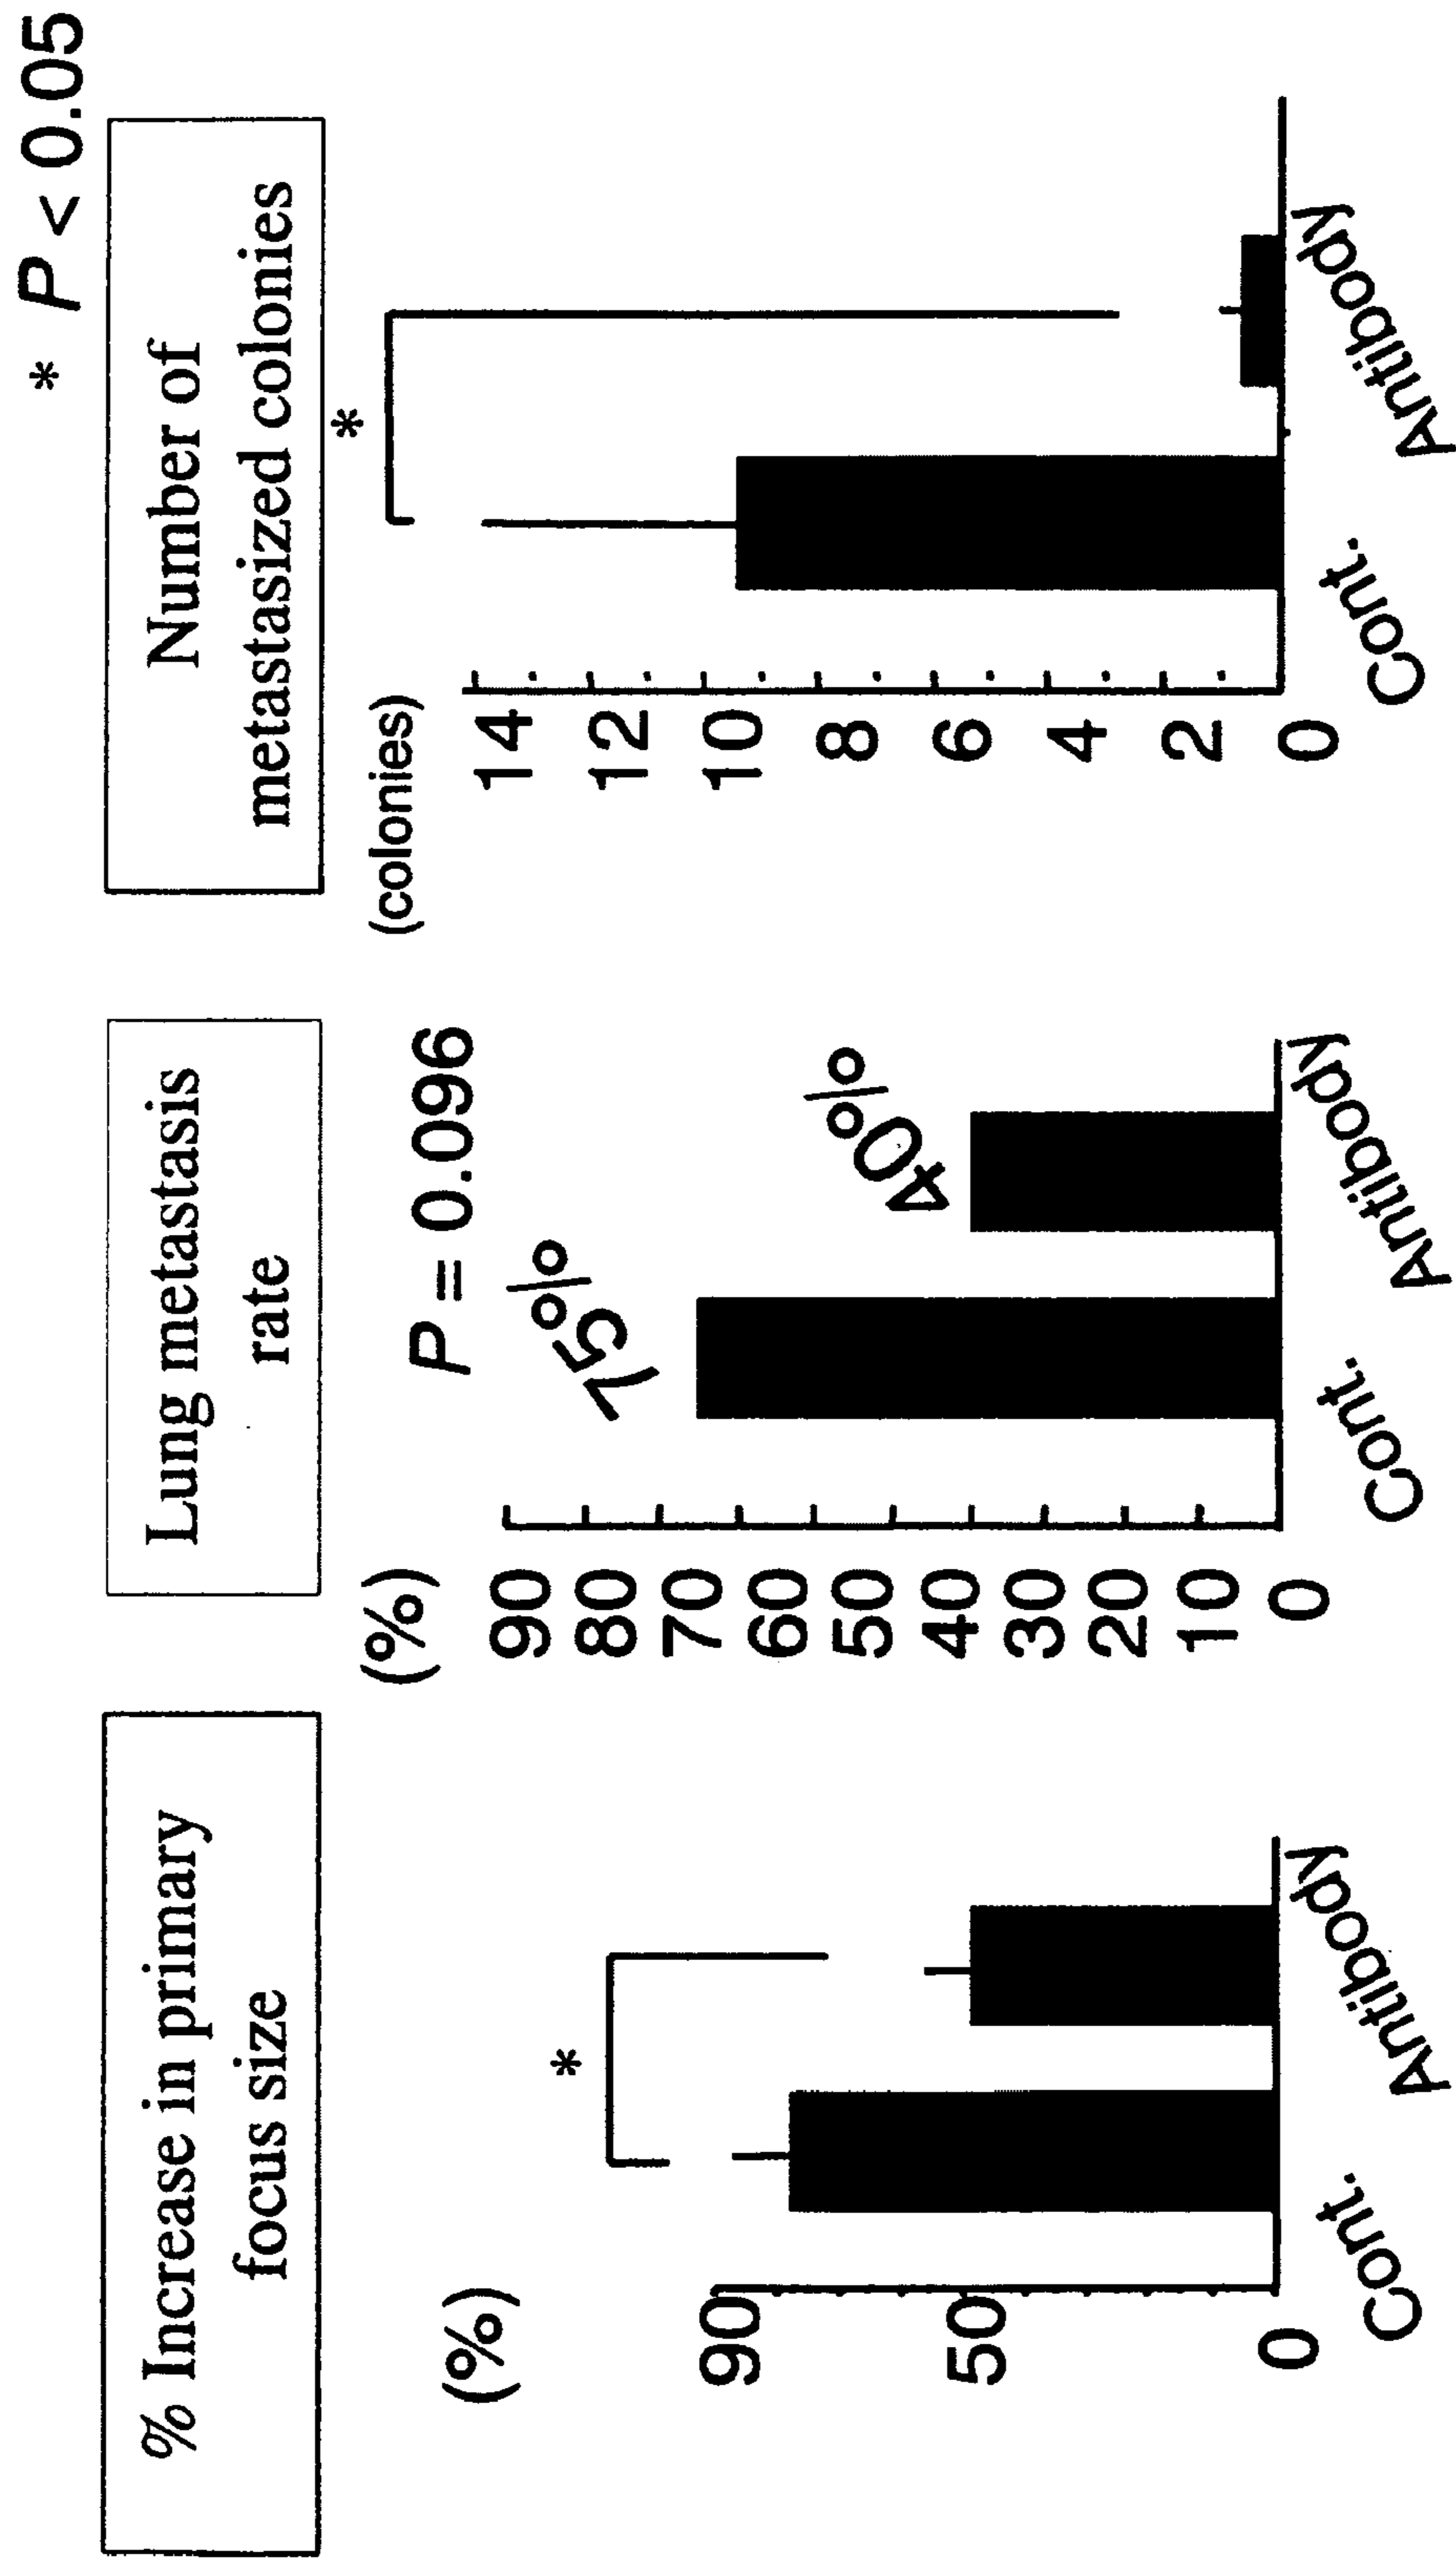 * P < 0.05
% Increase in primary
focus size
(%)
90
50
0
*
Cont.
Antibody
Lung metastasis
rate
(%)
P = 0.096
90
80
70
60
50
40
30
20
10
0
75%
40%
Cont.
Antibody
Number of
metastasized colonies
(colonies)
*
14
12
10
8
6
4
2
0
Cont.
Antibody